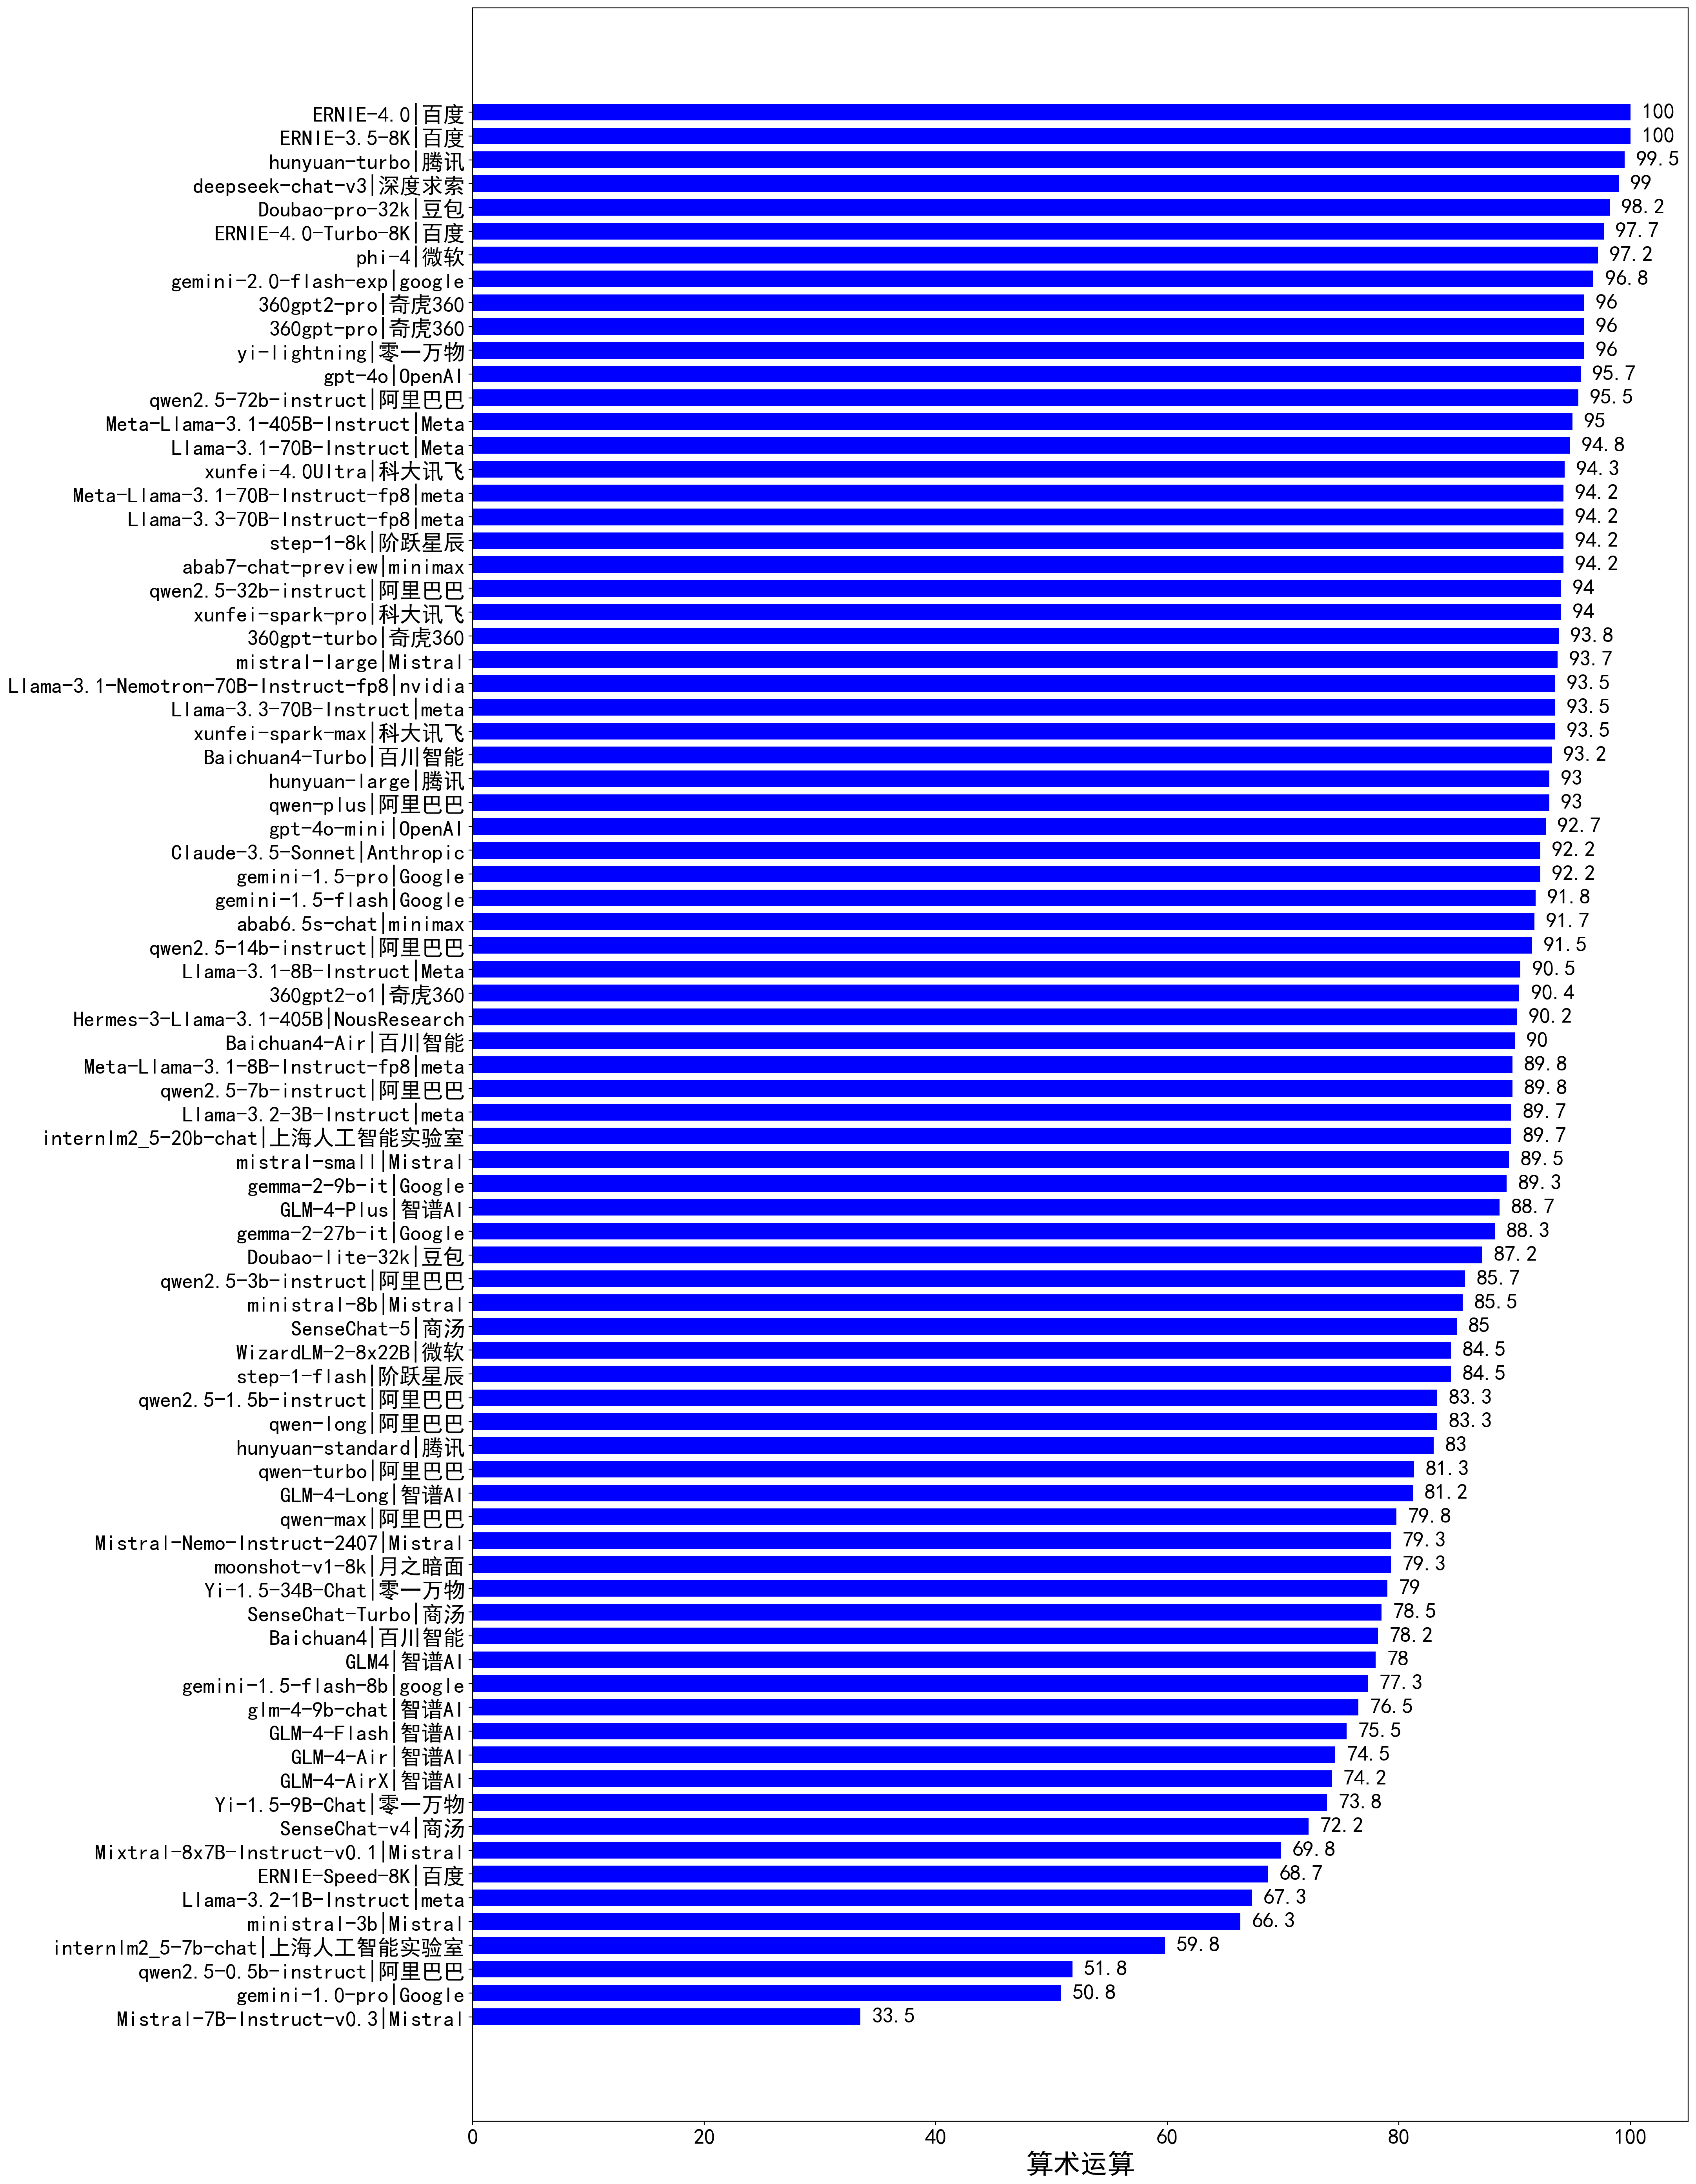 ERNIE-4.0|百度 100
ERNIE-3.5-8K|百度 100
hunyuan-turbo|腾讯 99.5
deepseek-chat-v3|深度求索 99
Doubao-pro-32k|豆包 98.2
ERNIE-4.0-Turbo-8K|百度 97.7
phi-4|微软 97.2
gemini-2.0-flash-exp|google 96.8
360gpt2-pro|奇虎360 96
360gpt-pro|奇虎360 96
yi-lightning|零一万物 96
gpt-4o|OpenAI 95.7
qwen2.5-72b-instruct|阿里巴巴 95.5
Meta-Llama-3.1-405B-Instruct|Meta 95
Llama-3.1-70B-Instruct|Meta 94.8
xunfei-4.0Ultra|科大讯飞 94.3
Meta-Llama-3.1-70B-Instruct-fp8|meta 94.2
Llama-3.3-70B-Instruct-fp8|meta 94.2
step-1-8k|阶跃星辰 94.2
abab7-chat-preview|minimax 94.2
qwen2.5-32b-instruct|阿里巴巴 94
xunfei-spark-pro|科大讯飞 94
360gpt-turbo|奇虎360 93.8
mistral-large|Mistral 93.7
Llama-3.1-Nemotron-70B-Instruct-fp8|nvidia 93.5
Llama-3.3-70B-Instruct|meta 93.5
xunfei-spark-max|科大讯飞 93.5
Baichuan4-Turbo|百川智能 93.2
hunyuan-large|腾讯 93
qwen-plus|阿里巴巴 93
gpt-4o-mini|OpenAI 92.7
Claude-3.5-Sonnet|Anthropic 92.2
gemini-1.5-pro|Google 92.2
gemini-1.5-flash|Google 91.8
abab6.5s-chat|minimax 91.7
qwen2.5-14b-instruct|阿里巴巴 91.5
Llama-3.1-8B-Instruct|Meta 90.5
360gpt2-o1|奇虎360 90.4
Hermes-3-Llama-3.1-405B|NousResearch 90.2
Baichuan4-Air|百川智能 90
Meta-Llama-3.1-8B-Instruct-fp8|meta 89.8
qwen2.5-7b-instruct|阿里巴巴 89.8
Llama-3.2-3B-Instruct|meta 89.7
internlm2_5-20b-chat|上海人工智能实验室 89.7
mistral-small|Mistral 89.5
gemma-2-9b-it|Google 89.3
GLM-4-Plus|智谱AI 88.7
gemma-2-27b-it|Google 88.3
Doubao-lite-32k|豆包 87.2
qwen2.5-3b-instruct|阿里巴巴 85.7
ministral-8b|Mistral 85.5
SenseChat-5|商汤 85
WizardLM-2-8x22B|微软 84.5
step-1-flash|阶跃星辰 84.5
qwen2.5-1.5b-instruct|阿里巴巴 83.3
qwen-long|阿里巴巴 83.3
hunyuan-standard|腾讯 83
qwen-turbo|阿里巴巴 81.3
GLM-4-Long|智谱AI 81.2
qwen-max|阿里巴巴 79.8
Mistral-Nemo-Instruct-2407|Mistral 79.3
moonshot-v1-8k|月之暗面 79.3
Yi-1.5-34B-Chat|零一万物 79
SenseChat-Turbo|商汤 78.5
Baichuan4|百川智能 78.2
GLM4|智谱AI 78
gemini-1.5-flash-8b|google 77.3
glm-4-9b-chat|智谱AI 76.5
GLM-4-Flash|智谱AI 75.5
GLM-4-Air|智谱AI 74.5
GLM-4-AirX|智谱AI 74.2
Yi-1.5-9B-Chat|零一万物 73.8
SenseChat-v4|商汤 72.2
Mixtral-8x7B-Instruct-v0.1|Mistral 69.8
ERNIE-Speed-8K|百度 68.7
Llama-3.2-1B-Instruct|meta 67.3
ministral-3b|Mistral 66.3
internlm2_5-7b-chat|上海人工智能实验室 59.8
qwen2.5-0.5b-instruct|阿里巴巴 51.8
gemini-1.0-pro|Google 50.8
Mistral-7B-Instruct-v0.3|Mistral 33.5
0 20 40 60 80 100
算术运算